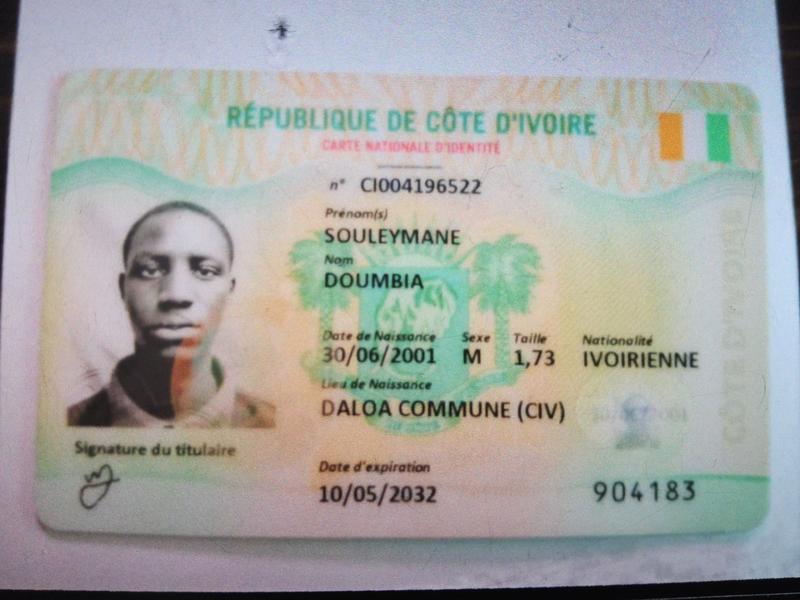 RÉPUBLIQUE DE CÔTE D'IVOIRE
CARTE NATIONALE D'IDENTITÉ
n° CI004196522
Prénom(s)
SOULEYMANE
Nom
DOUMBIA
Date de Naissance Sexe Taille Nationalité
30/06/2001 M 1,73 IVOIRIENNE
Lieu de Naissance
DALOA COMMUNE (CIV)
Signature du titulaire
Date d'expiration
10/05/2032
904183